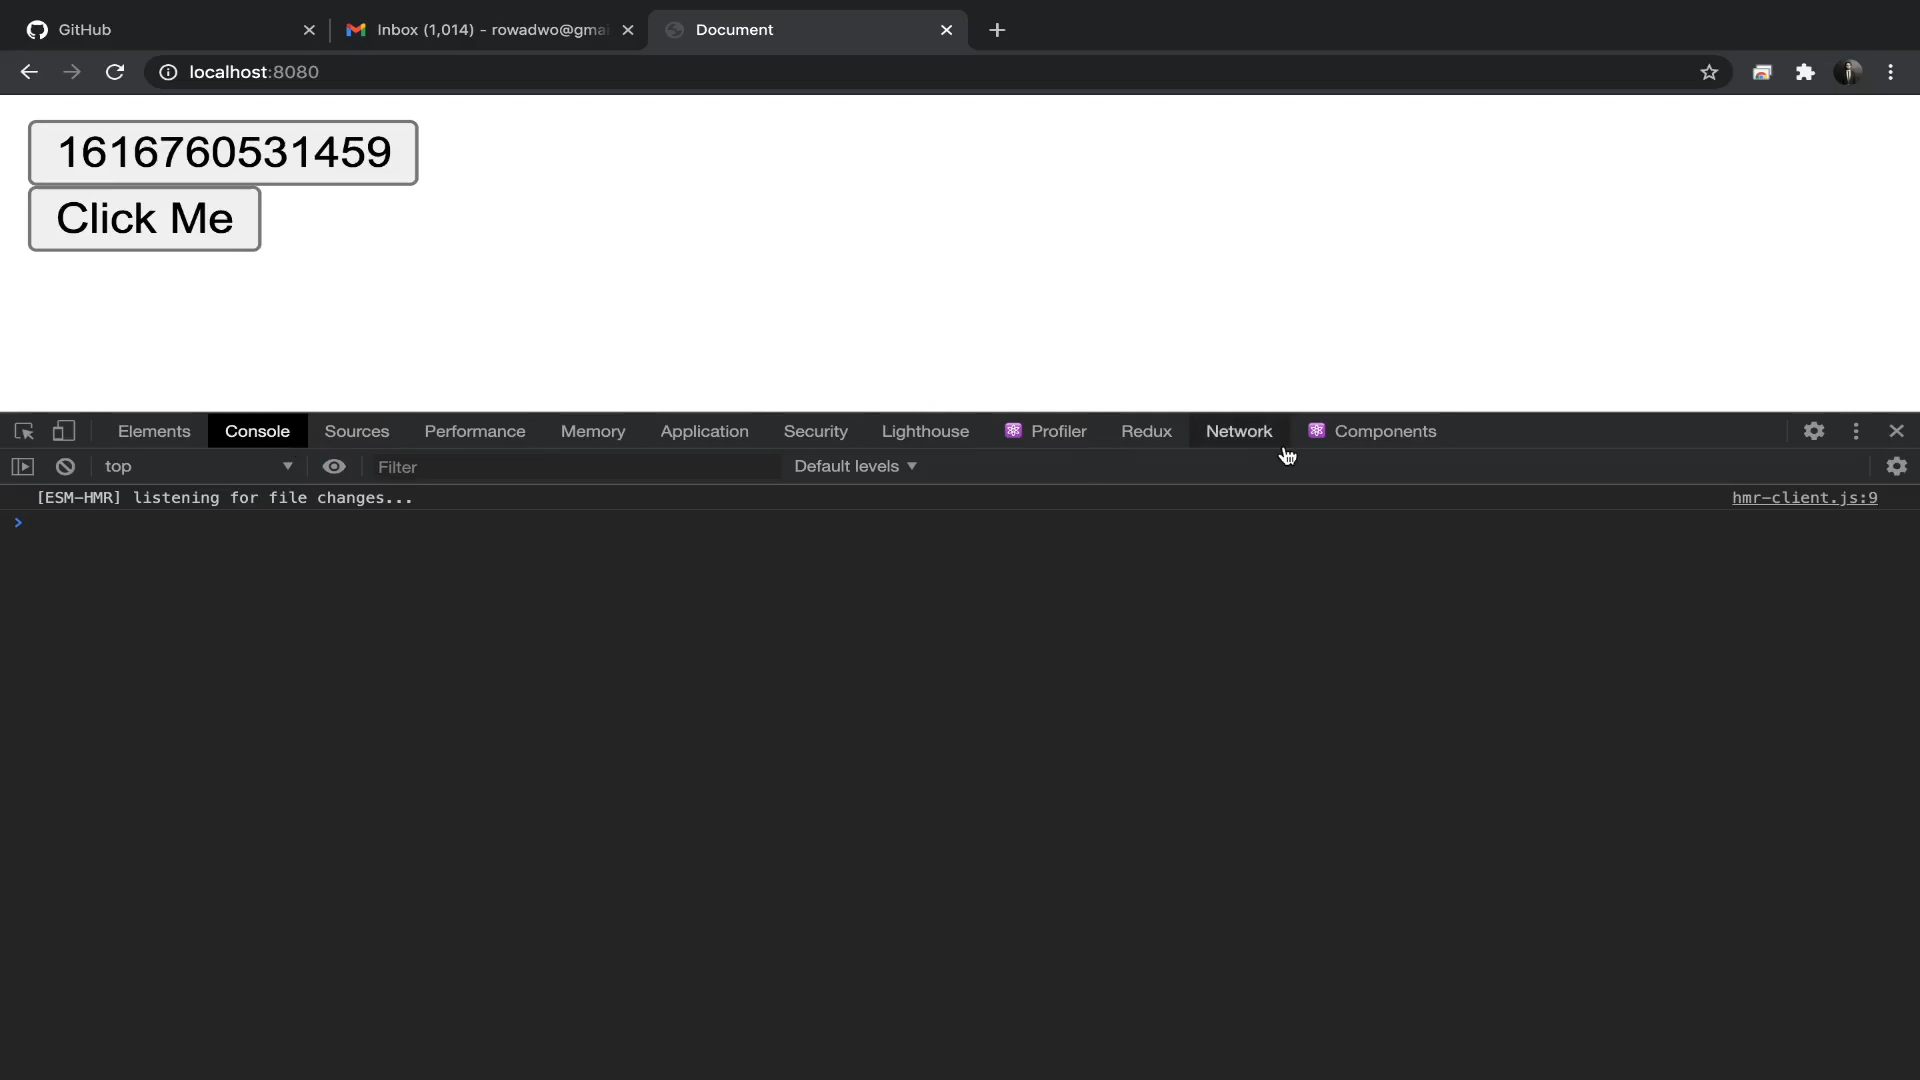 GitHub
Inbox (1,014) - rowadwo@gmai
Document
localhost:8080
1616760531459
Click Me
Elements Console Sources Performance Memory Application Security Lighthouse Profiler Redux Network Components
top Filter Default levels
[ESM-HMR] listening for file changes... hmr-client.js:9